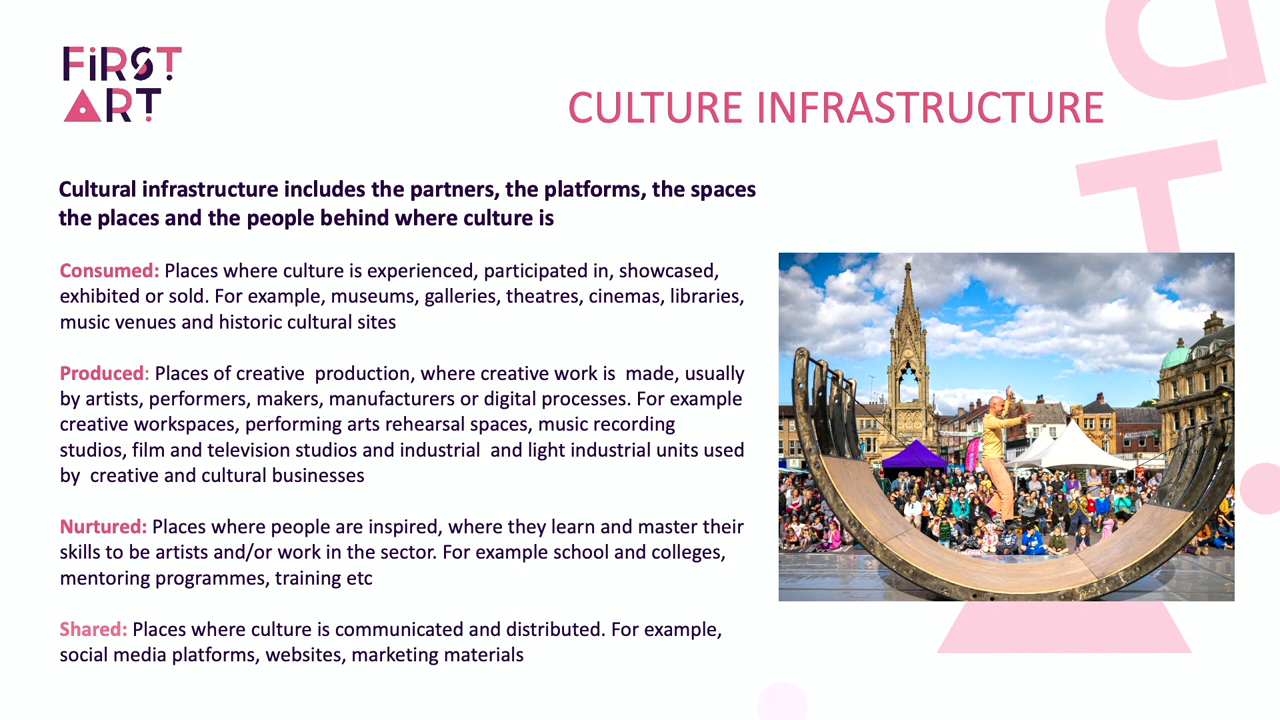 FiRST
ART
CULTURE INFRASTRUCTURE
Cultural infrastructure includes the partners, the platforms, the spaces
the places and the people behind where culture is
Consumed: Places where culture is experienced, participated in, showcased,
exhibited or sold. For example, museums, galleries, theatres, cinemas, libraries,
music venues and historic cultural sites
Produced: Places of creative  production, where creative work is  made, usually
by artists, performers, makers, manufacturers or digital processes. For example
creative workspaces, performing arts rehearsal spaces, music recording
studios, film and television studios and industrial  and light industrial units used
by  creative and cultural businesses
Nurtured: Places where people are inspired, where they learn and master their
skills to be artists and/or work in the sector. For example school and colleges,
mentoring programmes, training etc
Shared: Places where culture is communicated and distributed. For example,
social media platforms, websites, marketing materials